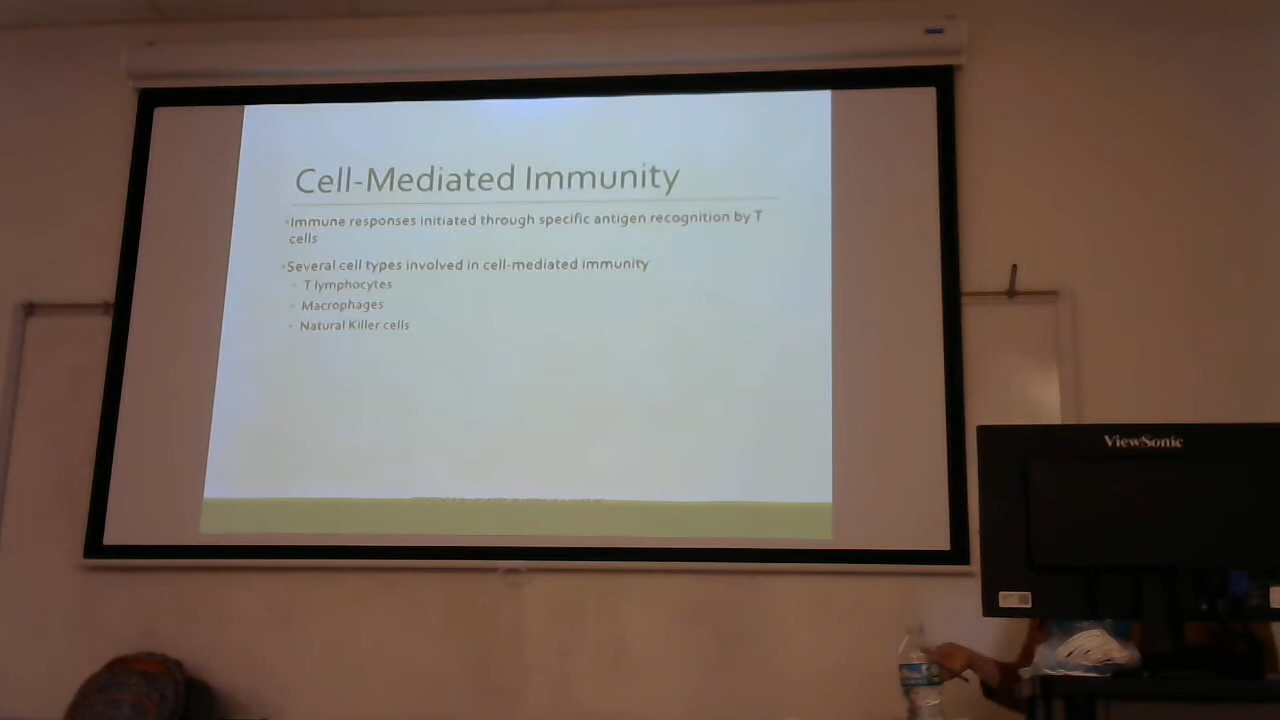 Cell-Mediated Immunity
Immune responses initiated through specific antigen recognition by T
cells
Several cell types involved in cell-mediated immunity
T lymphocytes
Macrophages
Natural Killer cells
ViewSonic